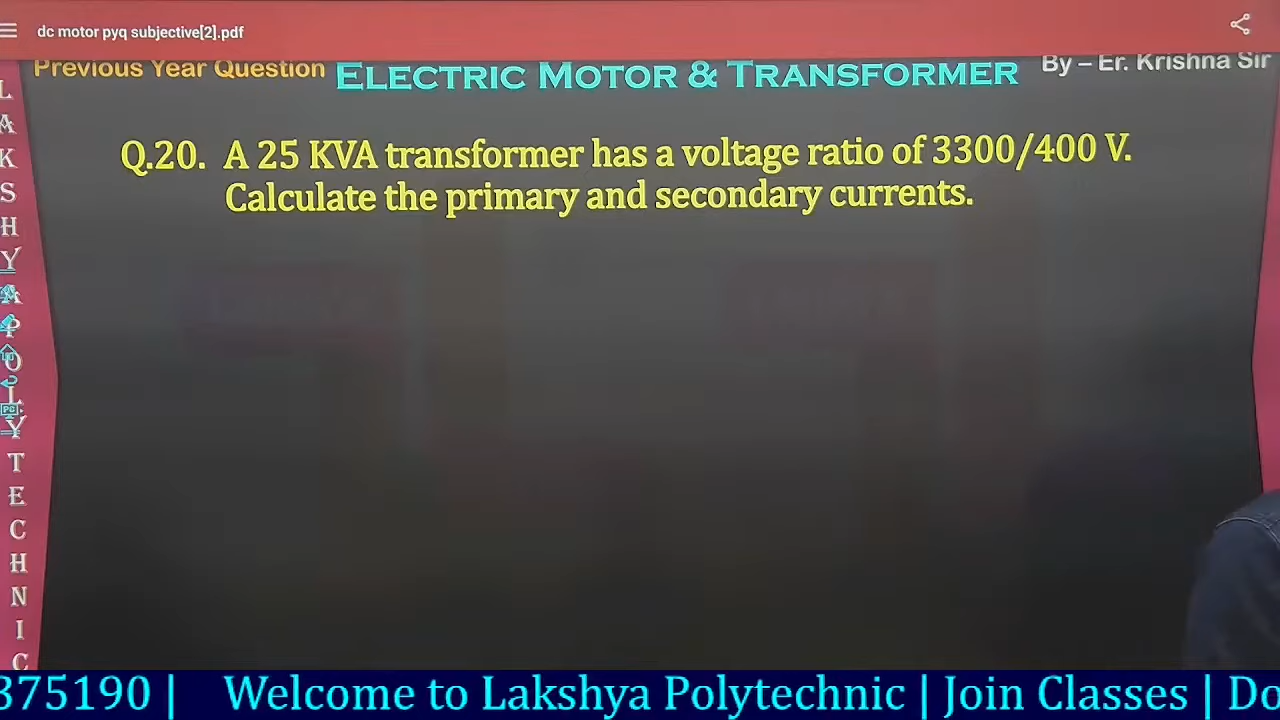 dc motor pyq subjective[2].pdf
Previous Year Question ELECTRIC MOTOR & TRANSFORMER By – Er. Krishna Sir
Q.20. A 25 KVA transformer has a voltage ratio of 3300/400 V.
Calculate the primary and secondary currents.
LAKSHYA POLYTECHNIC
375190 | Welcome to Lakshya Polytechnic | Join Classes | Do